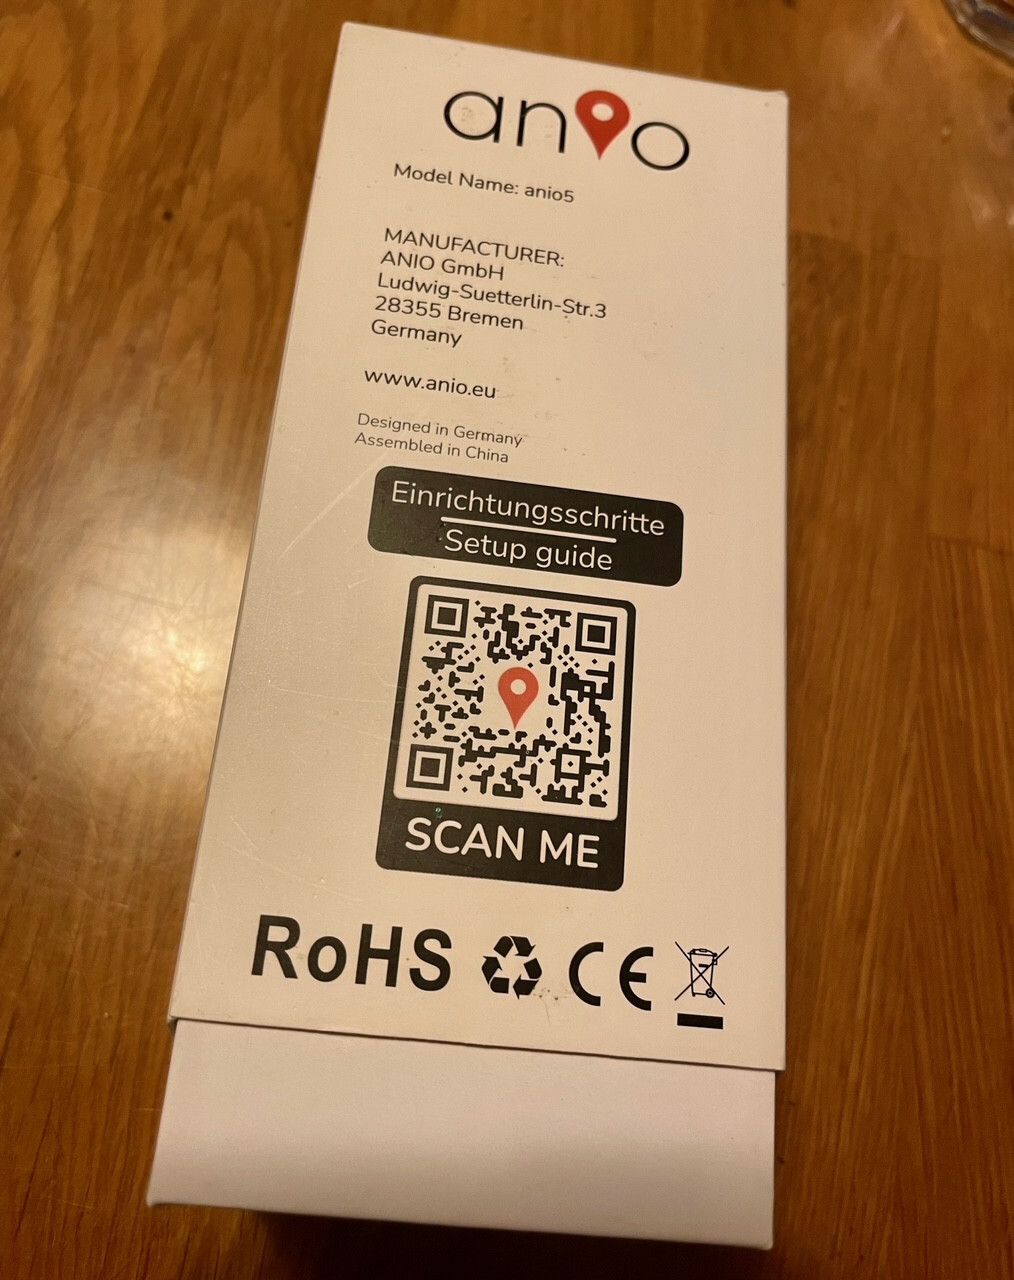 anio
Model Name: anio5
MANUFACTURER:
ANIO GmbH
Ludwig-Suetterlin-Str.3
28355 Bremen
Germany
www.anio.eu
Designed in Germany
Assembled in China
Einrichtungsschritte
Setup guide
SCAN ME
RoHS CE